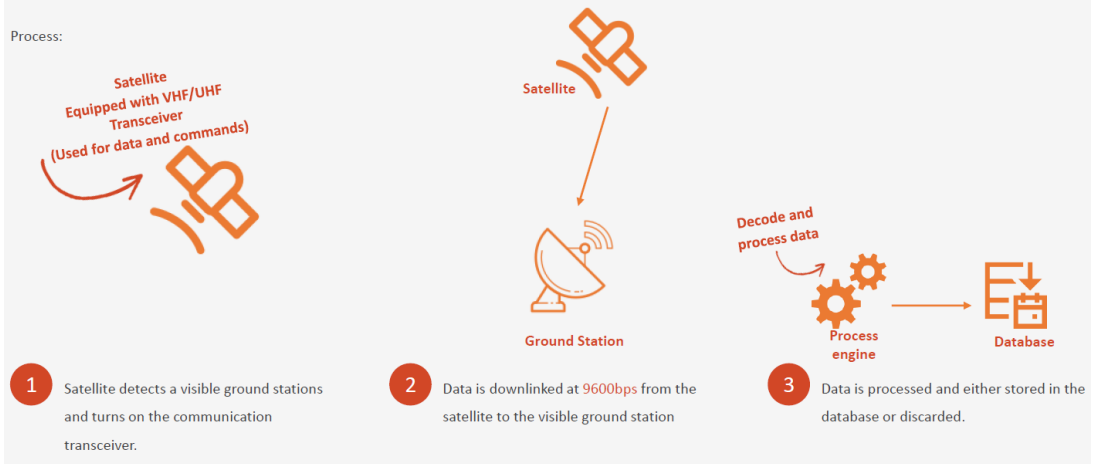 Process:
Satellite
Equipped with VHF/UHF
Transceiver
(Used for data and commands)
Satellite
Ground Station
Decode and
process data
Process
engine
Database
1
Satellite detects a visible ground stations
and turns on the communication
transceiver.
2
Data is downlinked at 9600bps from the
satellite to the visible ground station
3
Data is processed and either stored in the
database or discarded.